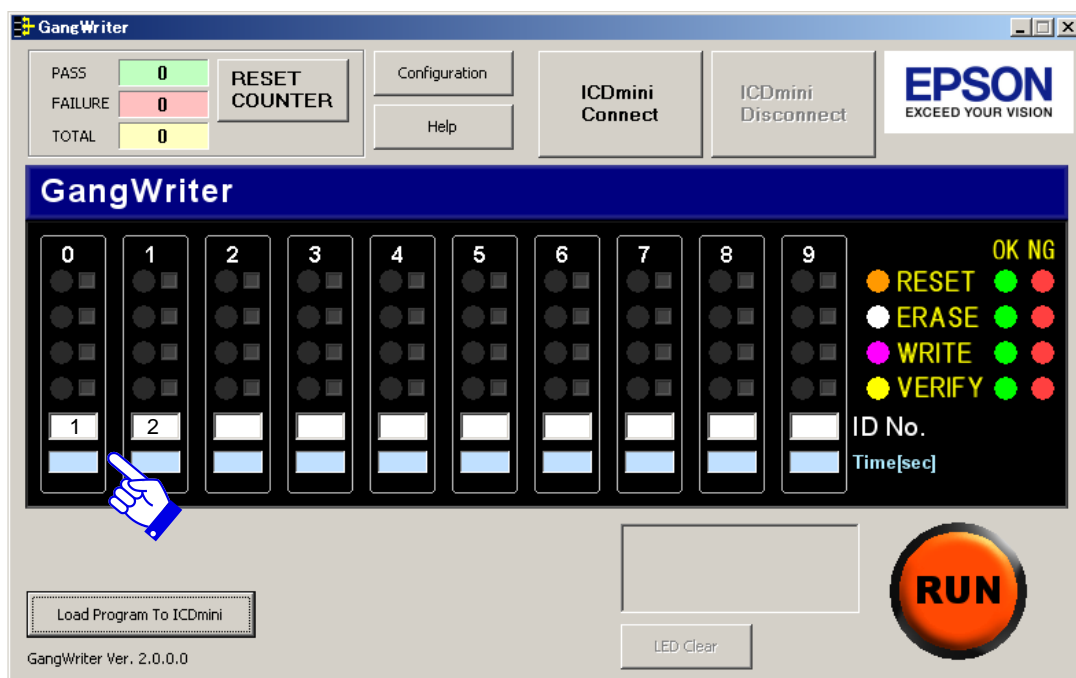 GangWriter
PASS 0
FAILURE 0
TOTAL 0
RESET
COUNTER
Configuration
Help
ICDmini
Connect
ICDmini
Disconnect
EPSON
EXCEED YOUR VISION
GangWriter
0 1 2 3 4 5 6 7 8 9
OK NG
RESET
ERASE
WRITE
VERIFY
1 2 ID No.
Time[sec]
Load Program To ICDmini
LED Clear
RUN
GangWriter Ver. 2.0.0.0